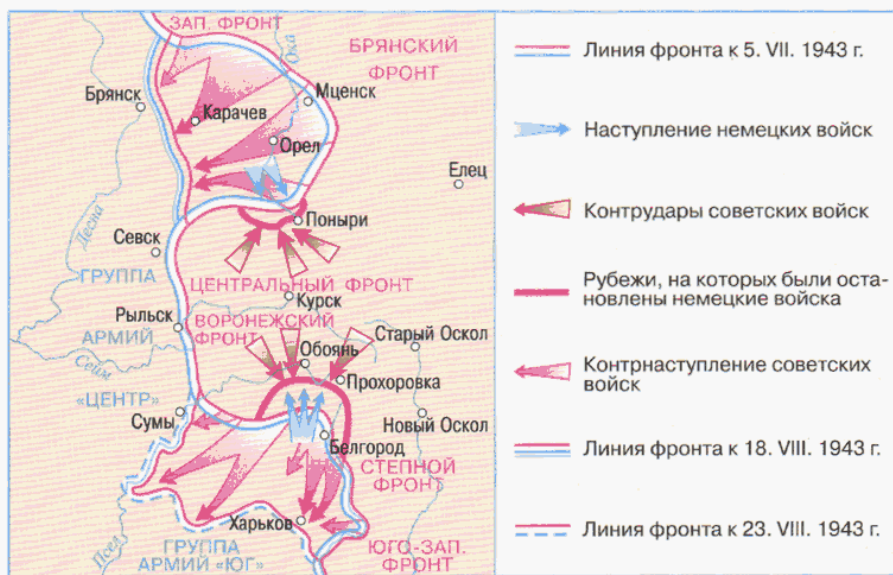 ЗАП. ФРОНТ
БРЯНСКИЙ
ФРОНТ
Ока
Брянск
Мценск
Карачев
Орел
Елец
Десна
Поныри
Севск
ГРУППА
ЦЕНТРАЛЬНЫЙ ФРОНТ
Курск
Рыльск
ВОРОНЕЖСКИЙ
ФРОНТ
АРМИЙ
Старый Оскол
Обоянь
Сейм
Прохоровка
«ЦЕНТР»
Сумы
Новый Оскол
Белгород
СТЕПНОЙ
ФРОНТ
Харьков
Псел
ГРУППА
АРМИЙ «ЮГ»
ЮГО-ЗАП.
ФРОНТ
Линия фронта к 5. VII. 1943 г.
Наступление немецких войск
Контрудары советских войск
Рубежи, на которых были оста-
новлены немецкие войска
Контрнаступление советских
войск
Линия фронта к 18. VIII. 1943 г.
Линия фронта к 23. VIII. 1943 г.